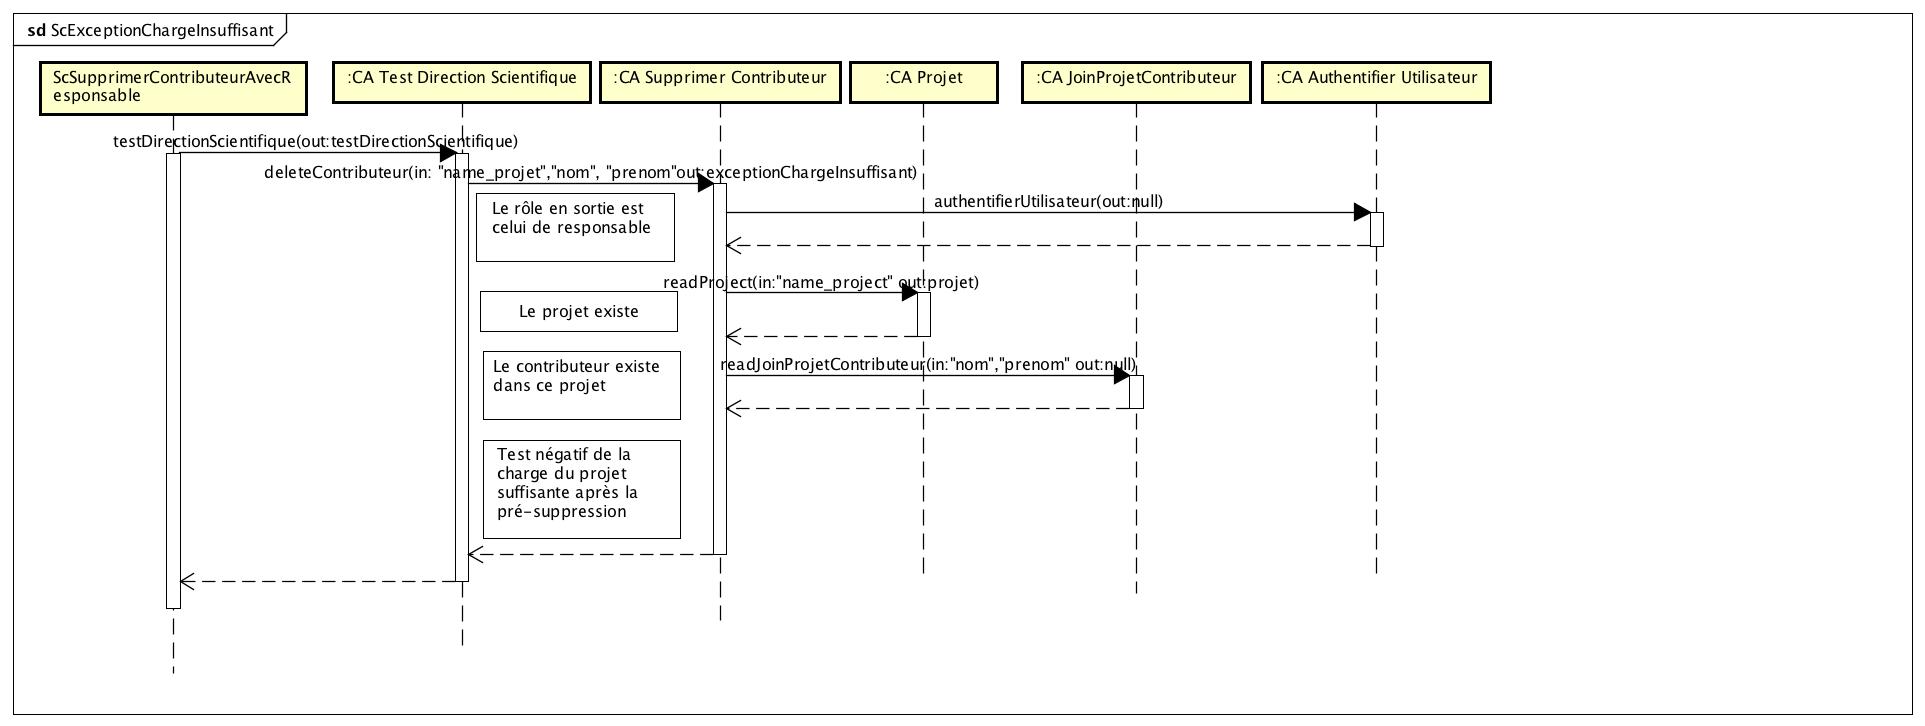 sd ScExceptionChargeInsuffisant
ScSupprimerContributeurAvecR
esponsable
:CA Test Direction Scientifique
:CA Supprimer Contributeur
:CA Projet
:CA JoinProjetContributeur
:CA Authentifier Utilisateur
testDirectionScientifique(out:testDirectionScientifique)
deleteContributeur(in: "name_projet","nom", "prenom"out:exceptionChargeInsuffisant)
Le rôle en sortie est
celui de responsable
authentifierUtilisateur(out:null)
readProject(in:"name_project" out:projet)
Le projet existe
readJoinProjetContributeur(in:"nom","prenom" out:null)
Le contributeur existe
dans ce projet
Test négatif de la
charge du projet
suffisante après la
pré-suppression